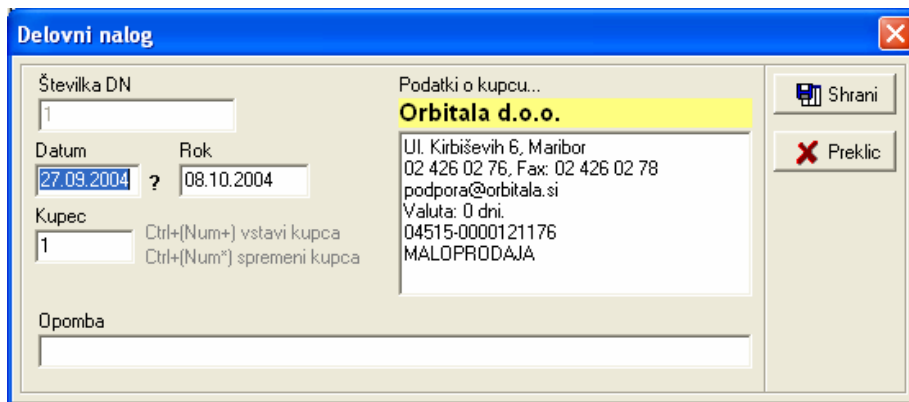 Delovni nalog
Številka DN
1
Datum
Rok
27.09.2004
?
08.10.2004
Kupec
1
Ctrl+(Num+) vstavi kupca
Ctrl+(Num*) spremeni kupca
Podatki o kupcu...
Orbitala d.o.o.
Ul. Kirbiševih 6, Maribor
02 426 02 76, Fax: 02 426 02 78
podpora@orbitala.si
Valuta: 0 dni.
04515-0000121176
MALOPRODAJA
Opomba
Shrani
Preklic